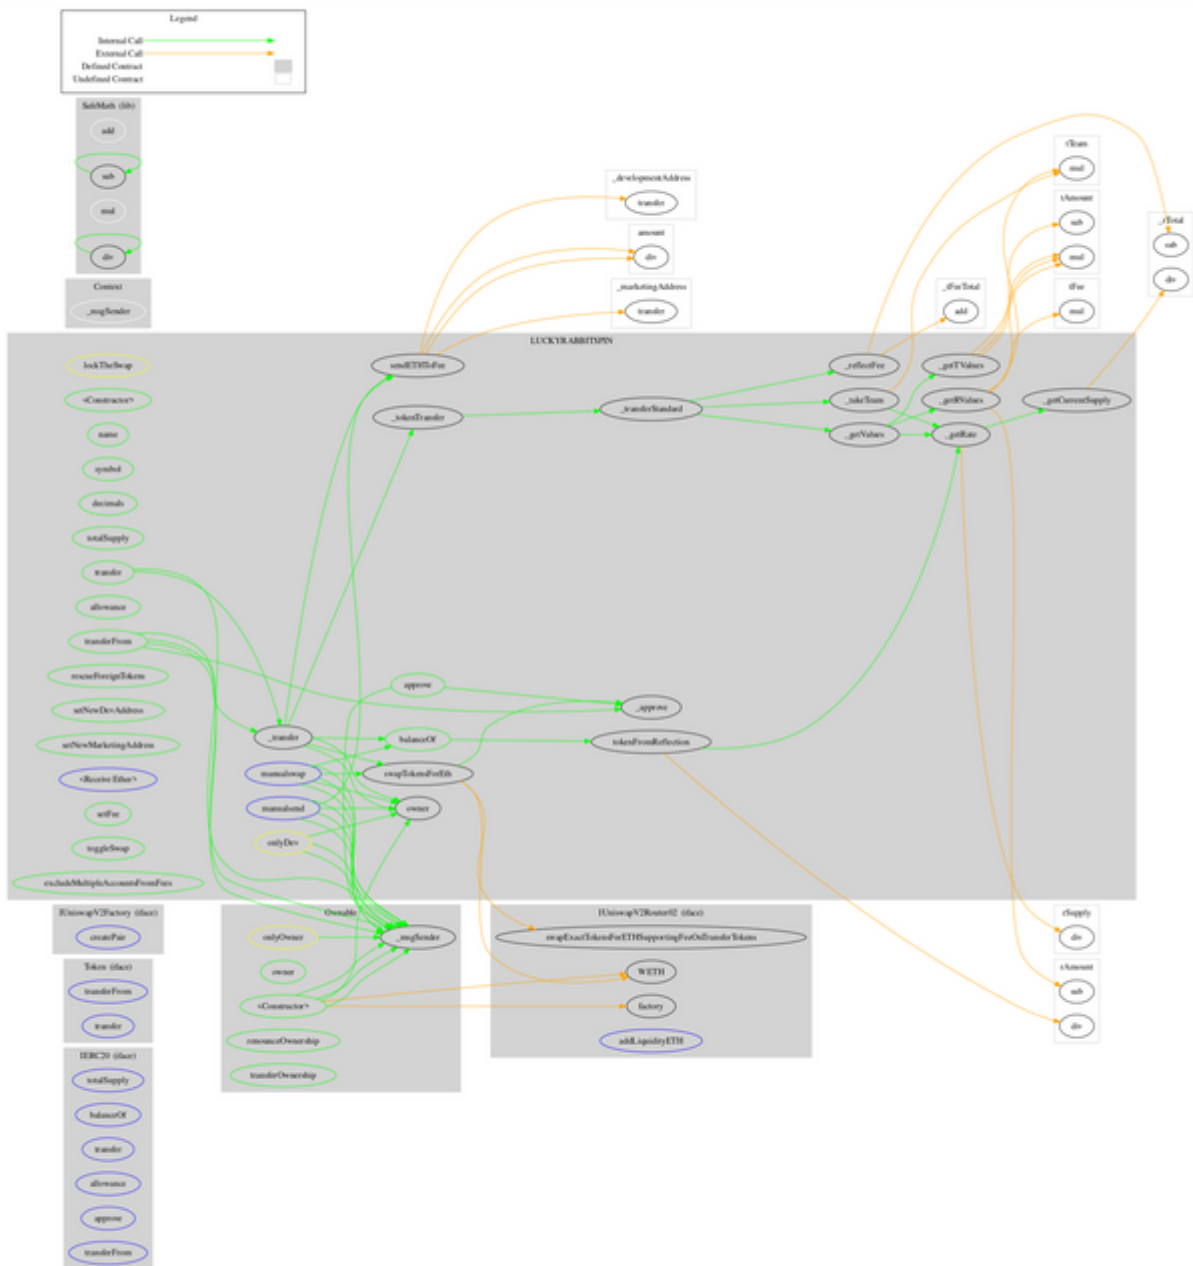 Legend
Internal Call
External Call
Defined Contract
Undefined Contract
SafeMath (lib)
add
sub
mul
div
Context
_msgSender
_developmentAddress
transfer
amount
div
_marketingAddress
transfer
_tFeeTotal
add
tTeam
mul
tAmount
sub
mul
tFee
mul
_rTotal
sub
div
LUCKYRABBITSPIN
lockTheSwap
<Constructor>
name
symbol
decimals
totalSupply
transfer
allowance
transferFrom
rescueForeignTokens
setNewDevAddress
setNewMarketingAddress
<Receive Ether>
setFee
toggleSwap
excludeMultipleAccountsFromFees
sendETHToFee
_tokenTransfer
_transferStandard
_reflectFee
_takeTeam
_getValues
_getTValues
_getRValues
_getRate
_getCurrentSupply
approve
_approve
_transfer
balanceOf
tokenFromReflection
manualswap
swapTokensForEth
manualsend
owner
onlyDev
IUniswapV2Factory (iface)
createPair
Token (iface)
transferFrom
transfer
IERC20 (iface)
totalSupply
balanceOf
transfer
allowance
approve
transferFrom
Ownable
onlyOwner
_msgSender
owner
<Constructor>
renounceOwnership
transferOwnership
IUniswapV2Router02 (iface)
swapExactTokensForETHSupportingFeeOnTransferTokens
WETH
factory
addLiquidityETH
rSupply
div
rAmount
sub
div